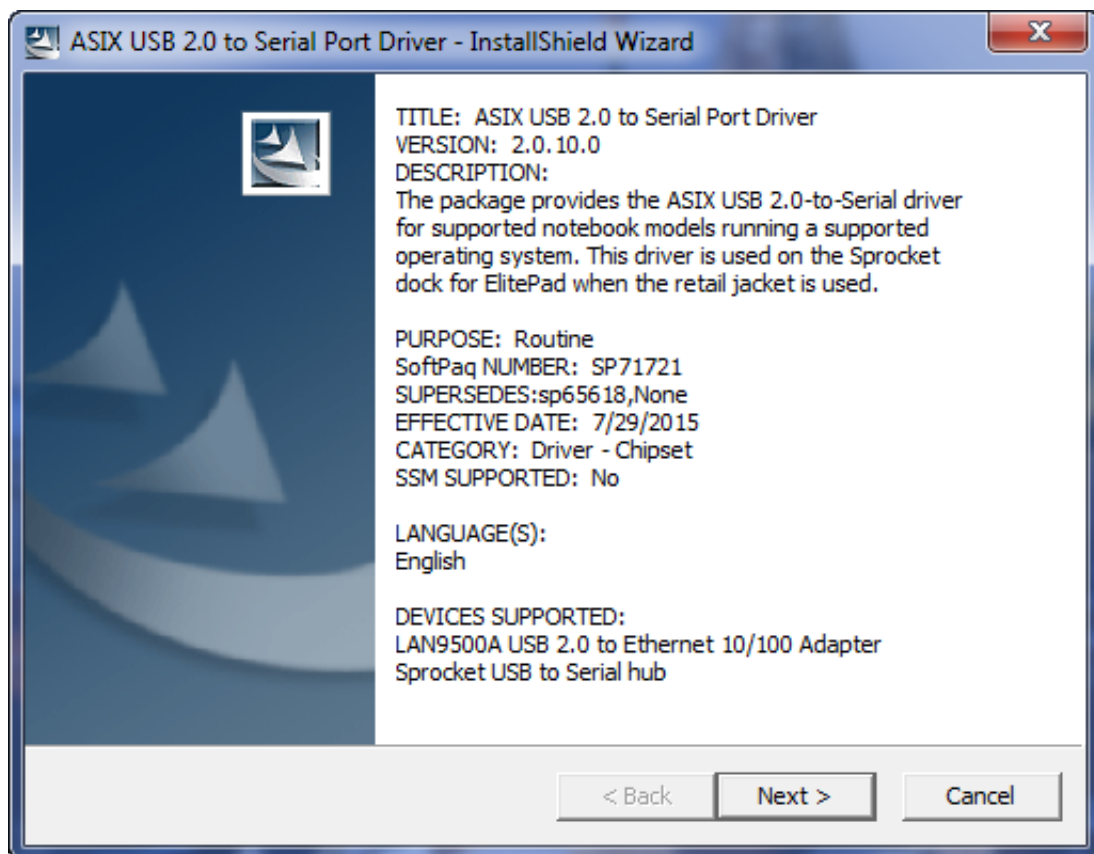 ASIX USB 2.0 to Serial Port Driver - InstallShield Wizard
TITLE:  ASIX USB 2.0 to Serial Port Driver
VERSION:  2.0.10.0
DESCRIPTION:
The package provides the ASIX USB 2.0-to-Serial driver
for supported notebook models running a supported
operating system. This driver is used on the Sprocket
dock for ElitePad when the retail jacket is used.
PURPOSE:  Routine
SoftPaq NUMBER:  SP71721
SUPERSEDES:sp65618,None
EFFECTIVE DATE:  7/29/2015
CATEGORY:  Driver - Chipset
SSM SUPPORTED:  No
LANGUAGE(S):
English
DEVICES SUPPORTED:
LAN9500A USB 2.0 to Ethernet 10/100 Adapter
Sprocket USB to Serial hub
< Back Next > Cancel